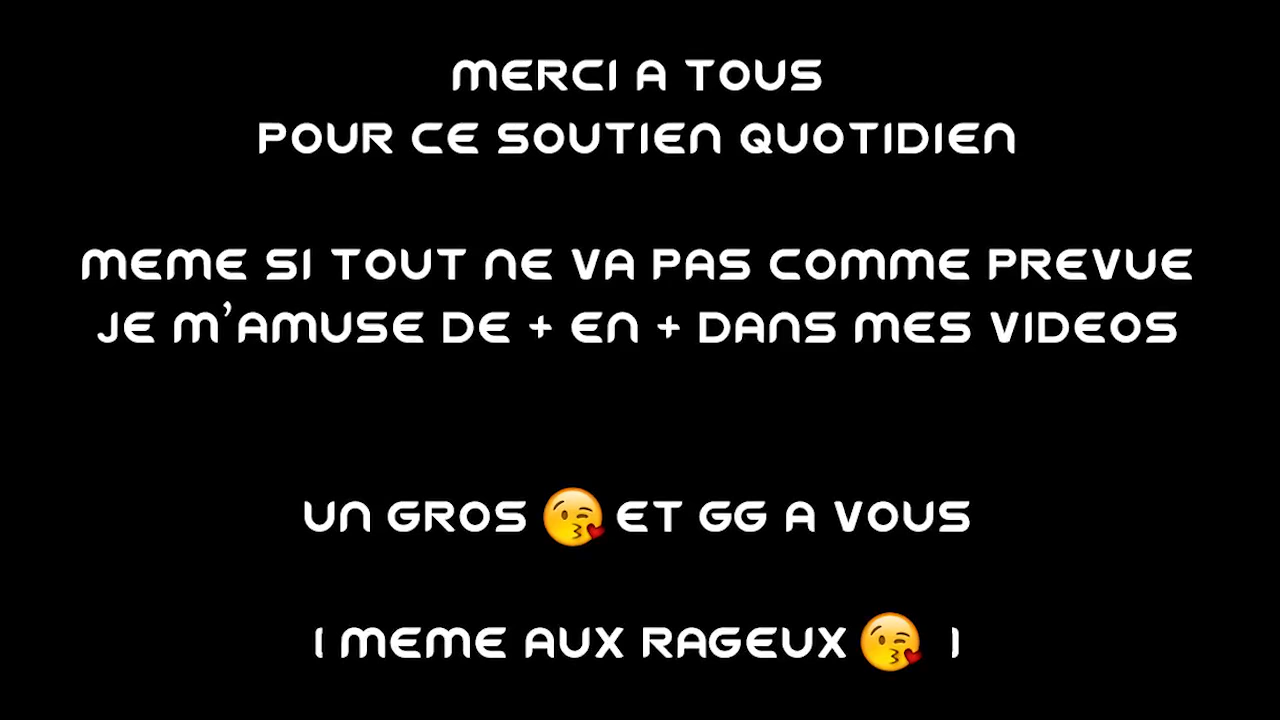 MERCI A TOUS
POUR CE SOUTIEN QUOTIDIEN
MEME SI TOUT NE VA PAS COMME PREVUE
JE M'AMUSE DE + EN + DANS MES VIDEOS
UN GROS 😘 ET GG A VOUS
( MEME AUX RAGEUX 😘 )